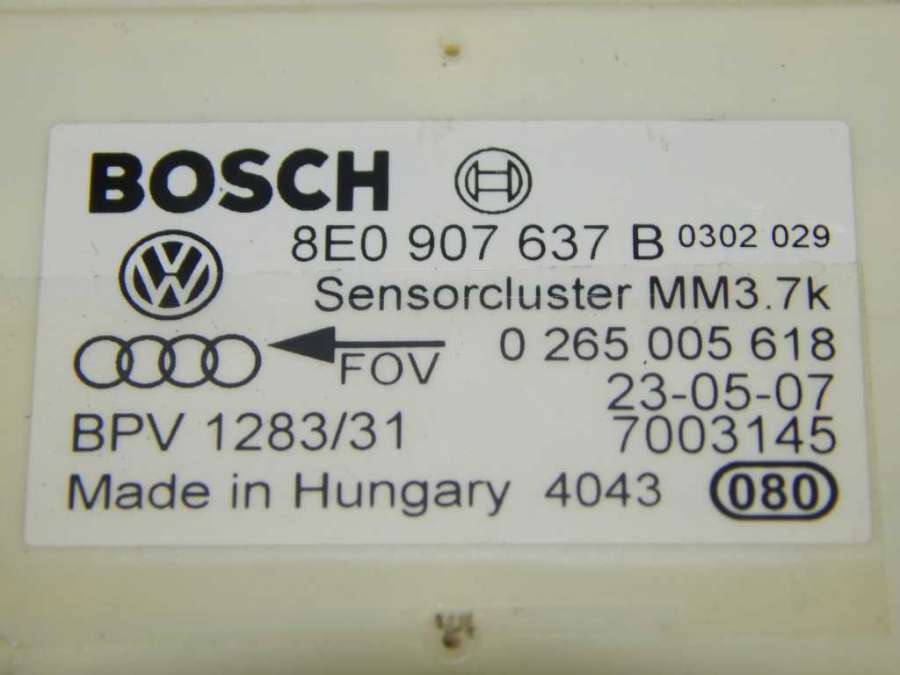 BOSCH
8E0 907 637 B 0302 029
Sensorcluster MM3.7k
0 265 005 618
FOV
23-05-07
BPV 1283/31 7003145
Made in Hungary 4043 080